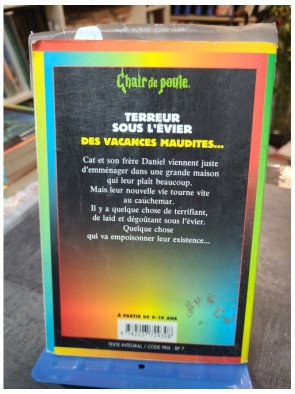 Chair de poule
TERREUR
SOUS L'ÉVIER
DES VACANCES MAUDITES...
Cat et son frère Daniel viennent juste
d'emménager dans une grande maison
qui leur plaît beaucoup.
Mais leur nouvelle vie tourne vite
au cauchemar.
Il y a quelque chose de terrifiant,
de laid et dégoûtant sous l'évier.
Quelque chose
qui va empoisonner leur existence...
À PARTIR DE 9-10 ANS
9 782227 729308
TEXTE INTÉGRAL / CODE PRIX : BP 7